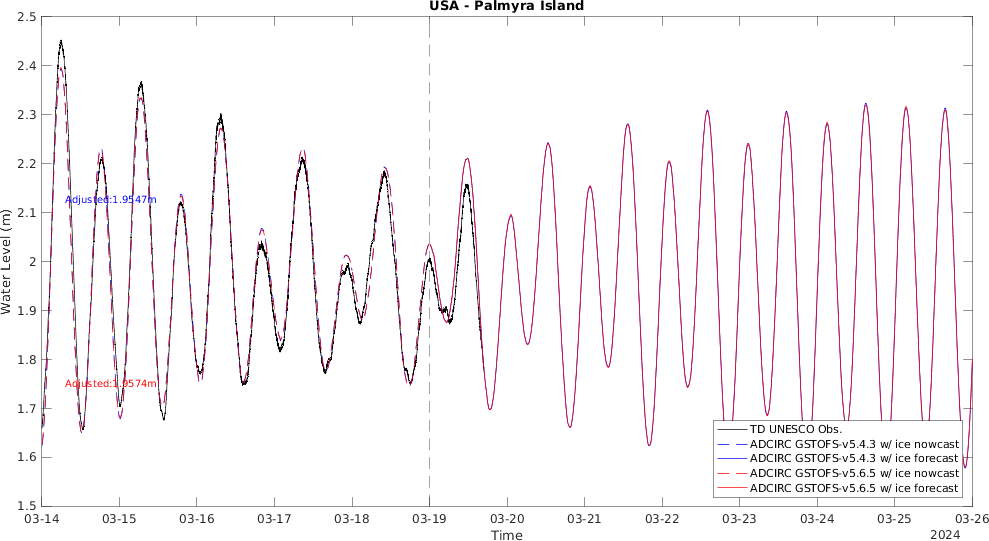 USA - Palmyra Island
2.5
2.4
2.3
2.2
2.1
2
1.9
1.8
1.7
1.6
1.5
Water Level (m)
Adjusted:1.9547m
Adjusted:1.9574m
TD UNESCO Obs.
ADCIRC GSTOFS-v5.4.3 w/ ice nowcast
ADCIRC GSTOFS-v5.4.3 w/ ice forecast
ADCIRC GSTOFS-v5.6.5 w/ ice nowcast
ADCIRC GSTOFS-v5.6.5 w/ ice forecast
03-14 03-15 03-16 03-17 03-18 03-19 03-20 03-21 03-22 03-23 03-24 03-25 03-26
Time
2024